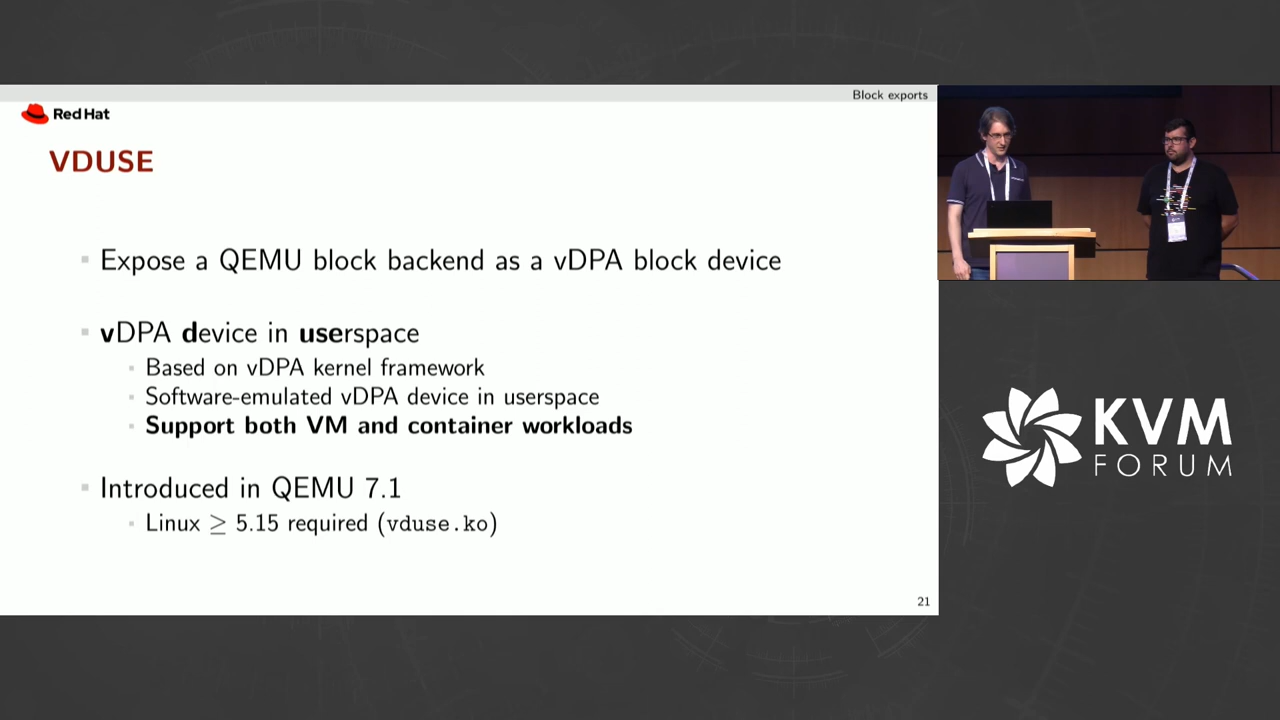 Block exports
Red Hat
VDUSE
Expose a QEMU block backend as a vDPA block device
vDPA device in userspace
Based on vDPA kernel framework
Software-emulated vDPA device in userspace
Support both VM and container workloads
Introduced in QEMU 7.1
Linux ≥ 5.15 required (vduse.ko)
21
KVM
FORUM